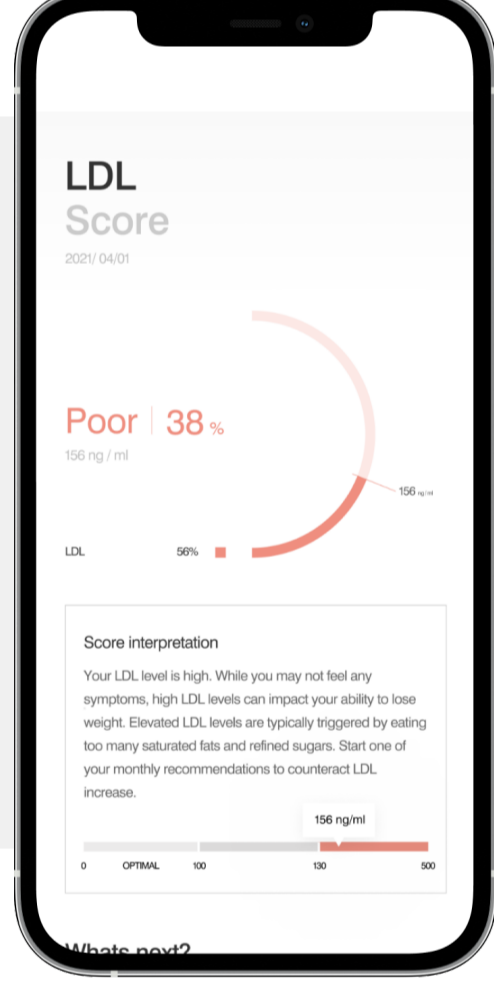 LDL
Score
2021/ 04/01
Poor | 38 %
156 ng / ml
156 ng/ml
LDL 56%
Score interpretation
Your LDL level is high. While you may not feel any
symptoms, high LDL levels can impact your ability to lose
weight. Elevated LDL levels are typically triggered by eating
too many saturated fats and refined sugars. Start one of
your monthly recommendations to counteract LDL
increase.
156 ng/ml
0 OPTIMAL 100 130 500
Whats next?